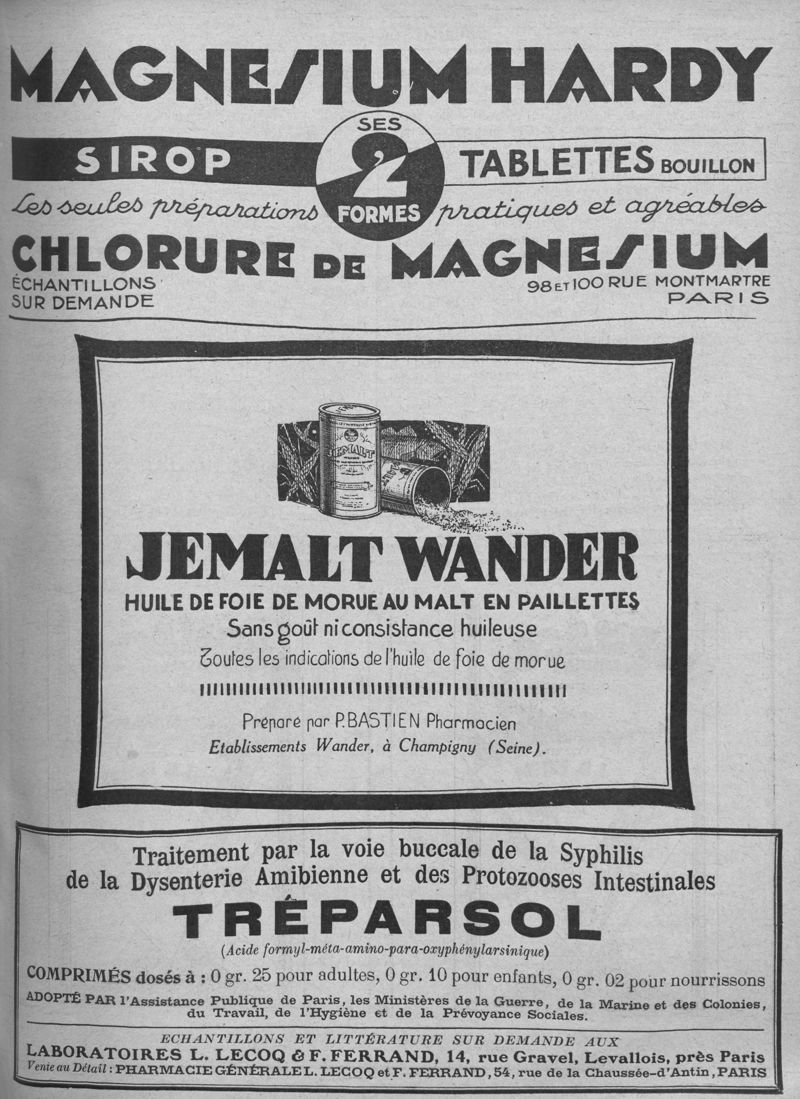 MAGNESIUM HARDY
SES
2
FORMES
SIROP
TABLETTES BOUILLON
Les seules préparations pratiques et agréables
CHLORURE DE MAGNESIUM
ÉCHANTILLONS
SUR DEMANDE
98 ET 100 RUE MONTMARTRE
PARIS
JEMALT
WANDER
JEMALT WANDER
HUILE DE FOIE DE MORUE AU MALT EN PAILLETTES
Sans goût ni consistance huileuse
Toutes les indications de l'huile de foie de morue
Préparé par P.BASTIEN Pharmacien
Etablissements Wander, à Champigny (Seine).
Traitement par la voie buccale de la Syphilis
de la Dysenterie Amibienne et des Protozooses Intestinales
TRÉPARSOL
(Acide formyl-méta-amino-para-oxyphénylarsinique)
COMPRIMÉS dosés à : 0 gr. 25 pour adultes, 0 gr. 10 pour enfants, 0 gr. 02 pour nourrissons
ADOPTÉ PAR l'Assistance Publique de Paris, les Ministères de la Guerre, de la Marine et des Colonies,
du Travail, de l'Hygiène et de la Prévoyance Sociales.
ECHANTILLONS ET LITTÉRATURE SUR DEMANDE AUX
LABORATOIRES L. LECOQ & F. FERRAND, 14, rue Gravel, Levallois, près Paris
Vente au Détail : PHARMACIE GÉNÉRALE L. LECOQ et F. FERRAND, 54, rue de la Chaussée-d'Antin, PARIS